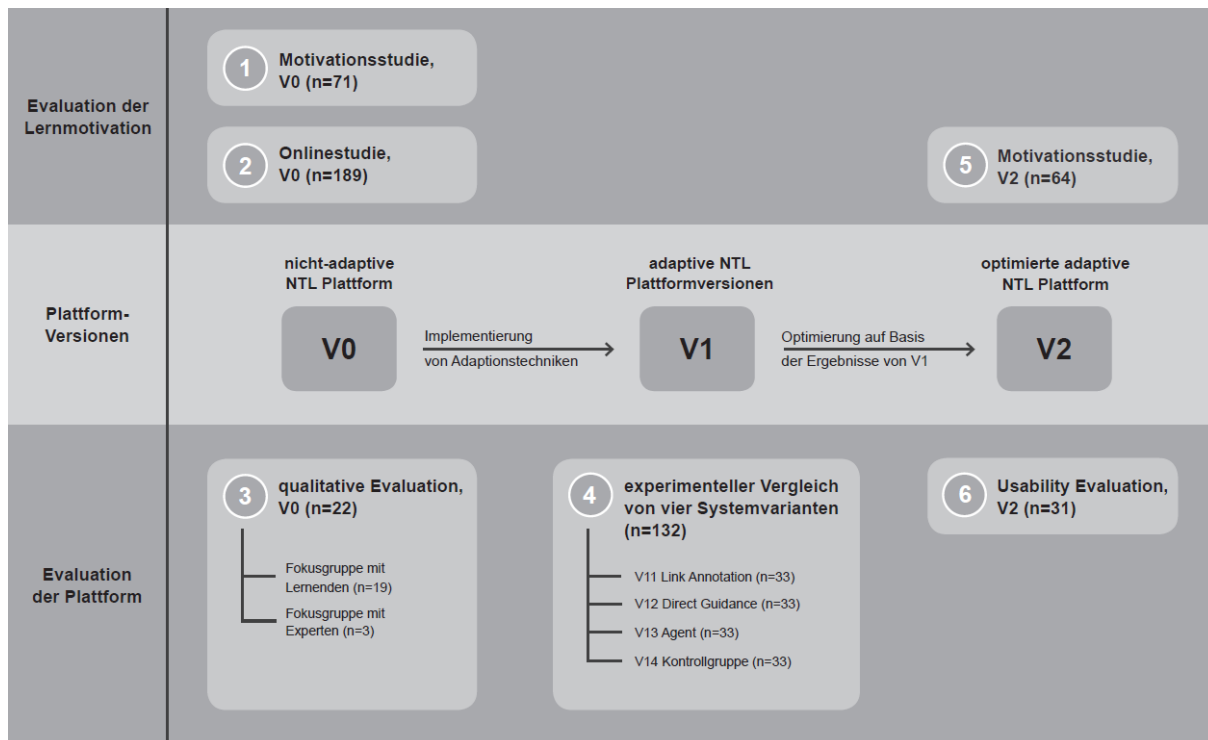 Evaluation der
Lernmotivation
1
Motivationsstudie,
V0 (n=71)
2
Onlinestudie,
V0 (n=189)
5
Motivationsstudie,
V2 (n=64)
Plattform-
Versionen
nicht-adaptive
NTL Plattform
V0
Implementierung
von Adaptionstechniken
adaptive NTL
Plattformversionen
V1
Optimierung auf Basis
der Ergebnisse von V1
optimierte adaptive
NTL Plattform
V2
Evaluation
der Plattform
3
qualitative Evaluation,
V0 (n=22)
Fokusgruppe mit
Lernenden (n=19)
Fokusgruppe mit
Experten (n=3)
4
experimenteller Vergleich
von vier Systemvarianten
(n=132)
V11 Link Annotation (n=33)
V12 Direct Guidance (n=33)
V13 Agent (n=33)
V14 Kontrollgruppe (n=33)
6
Usability Evaluation,
V2 (n=31)